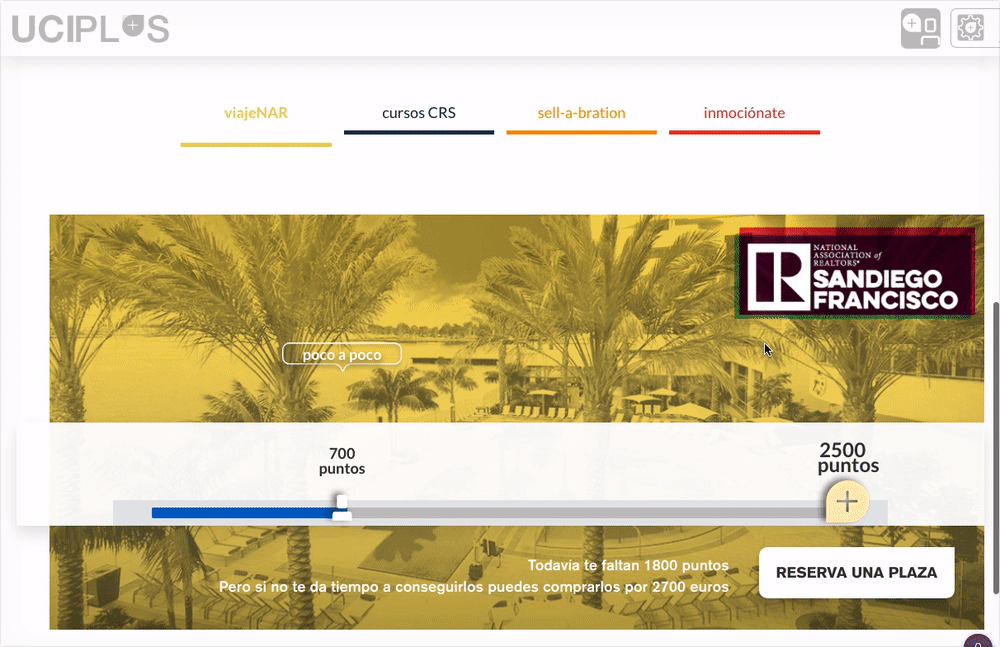 UCIPLUS
viajeNAR
cursos CRS
sell-a-bration
inmociónate
NATIONAL
ASSOCIATION of
REALTORS®
SANDIEGO
FRANCISCO
poco a poco
700
puntos
2500
puntos
Todavía te faltan 1800 puntos
Pero si no te da tiempo a conseguirlos puedes comprarlos por 2700 euros
RESERVA UNA PLAZA